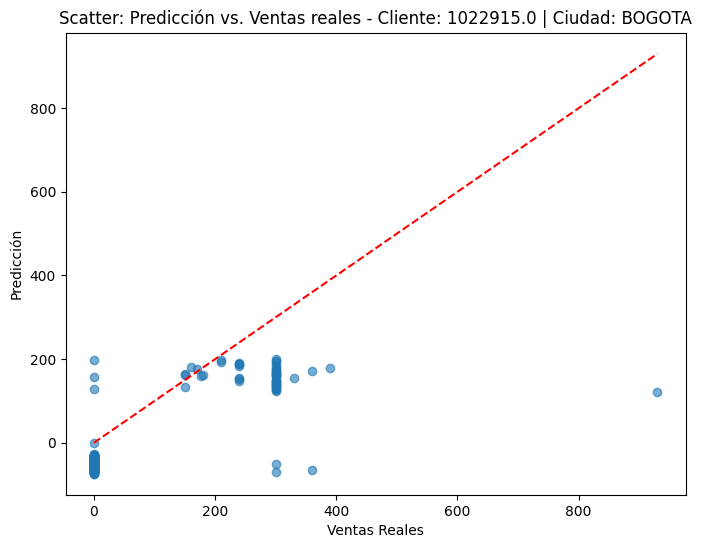 Scatter: Predicción vs. Ventas reales - Cliente: 1022915.0 | Ciudad: BOGOTA
800
600
400
200
0
Predicción
0 200 400 600 800
Ventas Reales